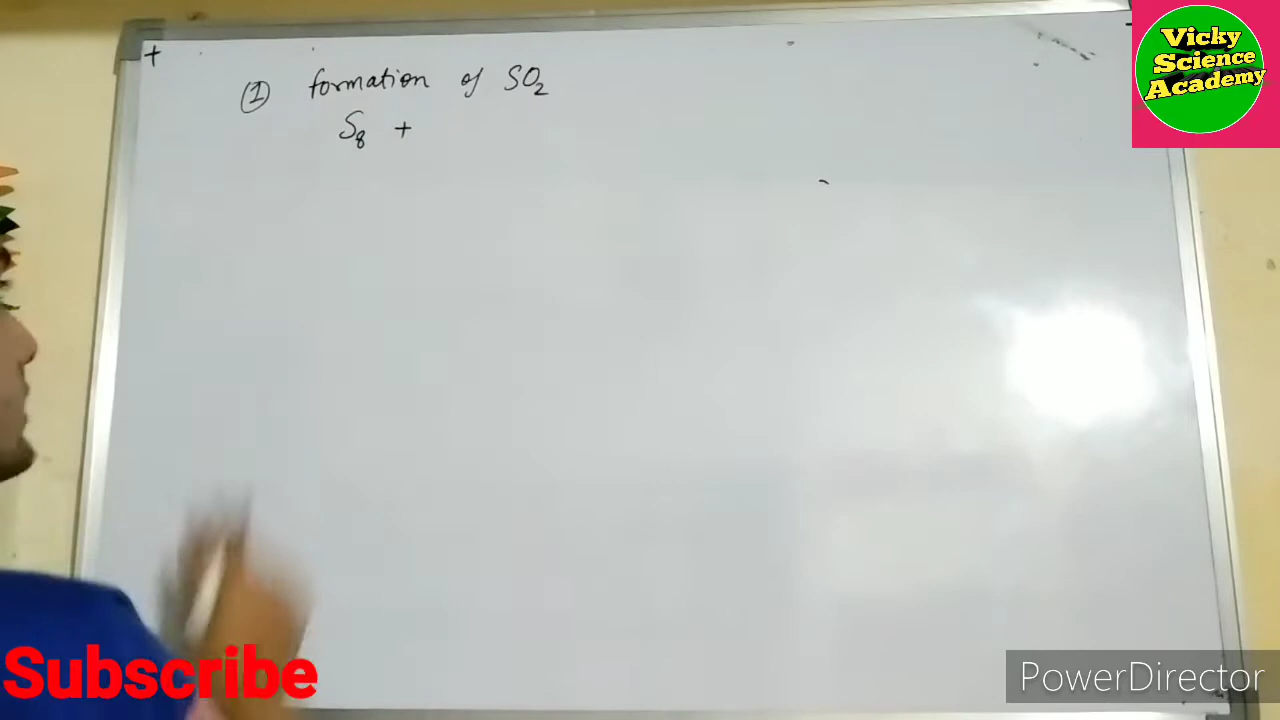 ① formation of SO₂
S₈ +
Vicky
Science
Academy
Subscribe
PowerDirector